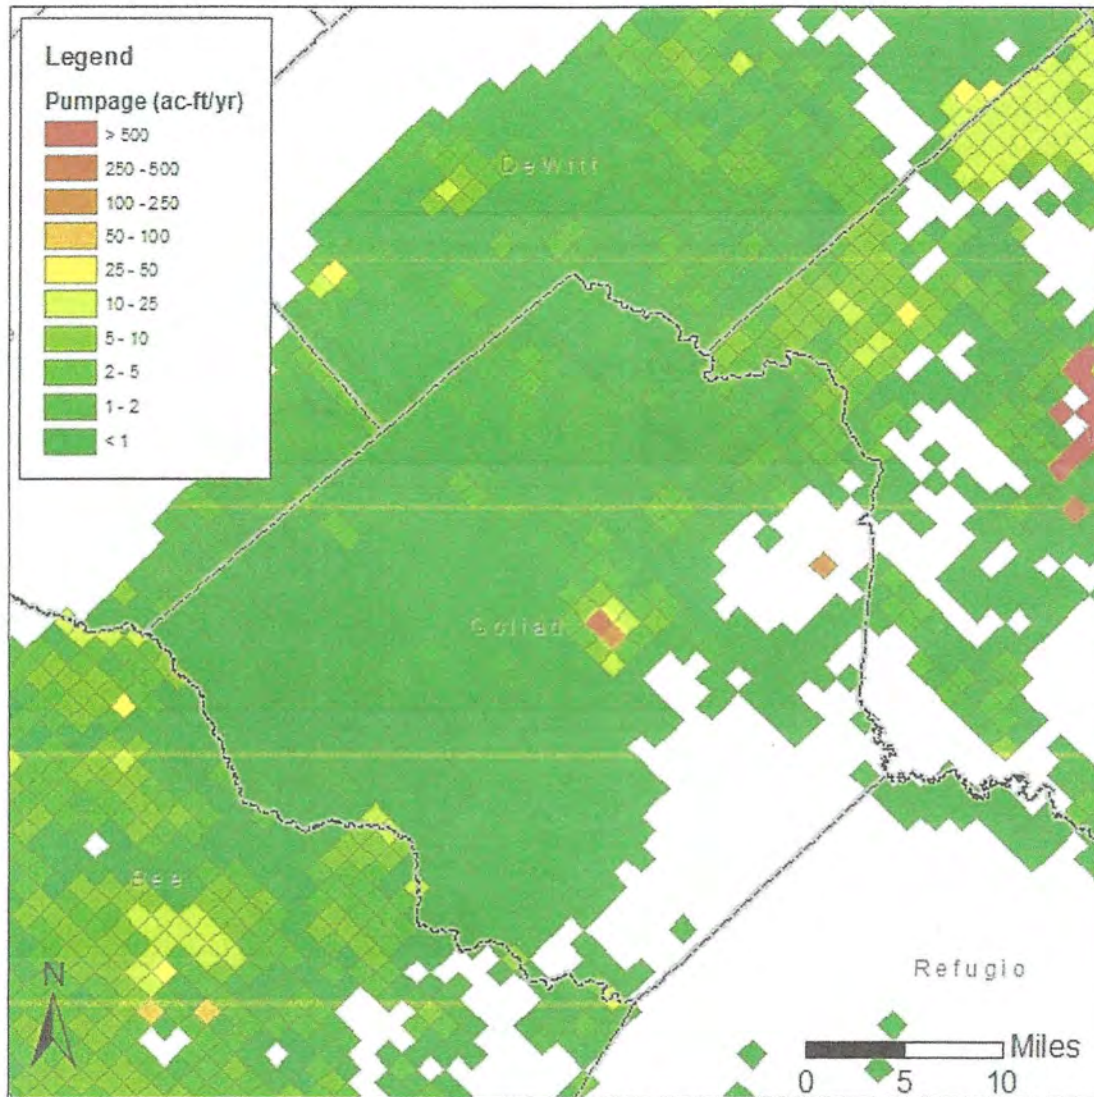 Legend
Pumpage (ac-ft/yr)
> 500
250 - 500
100 - 250
50 - 100
25 - 50
10 - 25
5 - 10
2 - 5
1 - 2
< 1
DeWitt
Goliad
Bee
N
Refugio
Miles
0 5 10